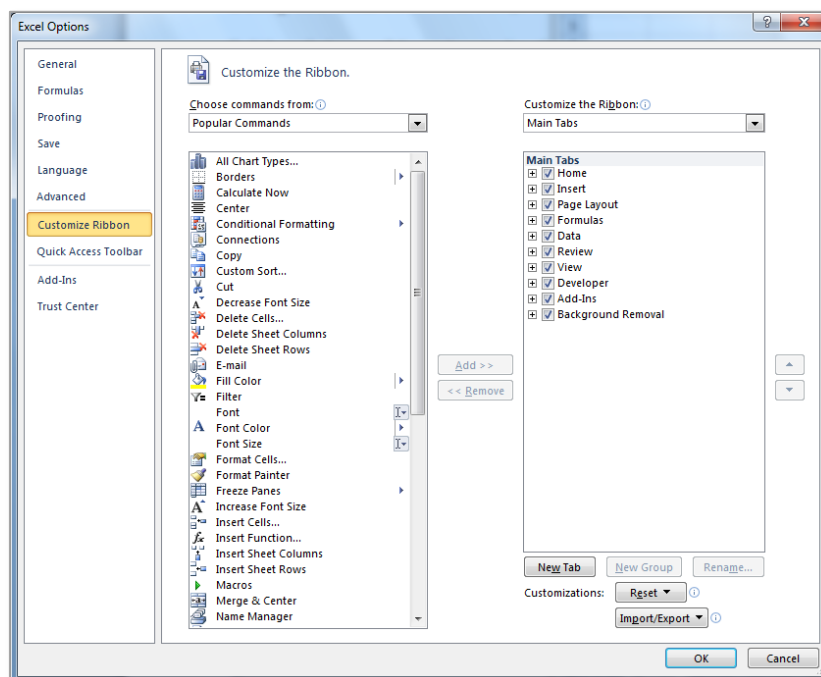 Excel Options
General
Formulas
Proofing
Save
Language
Advanced
Customize Ribbon
Quick Access Toolbar
Add-Ins
Trust Center
Customize the Ribbon.
Choose commands from:
Popular Commands
All Chart Types...
Borders
Calculate Now
Center
Conditional Formatting
Connections
Copy
Custom Sort...
Cut
Decrease Font Size
Delete Cells...
Delete Sheet Columns
Delete Sheet Rows
E-mail
Fill Color
Filter
Font
Font Color
Font Size
Format Cells...
Format Painter
Freeze Panes
Increase Font Size
Insert Cells...
Insert Function...
Insert Sheet Columns
Insert Sheet Rows
Macros
Merge & Center
Name Manager
Add >>
<< Remove
Customize the Ribbon:
Main Tabs
Main Tabs
Home
Insert
Page Layout
Formulas
Data
Review
View
Developer
Add-Ins
Background Removal
New Tab New Group Rename...
Customizations: Reset
Import/Export
OK Cancel